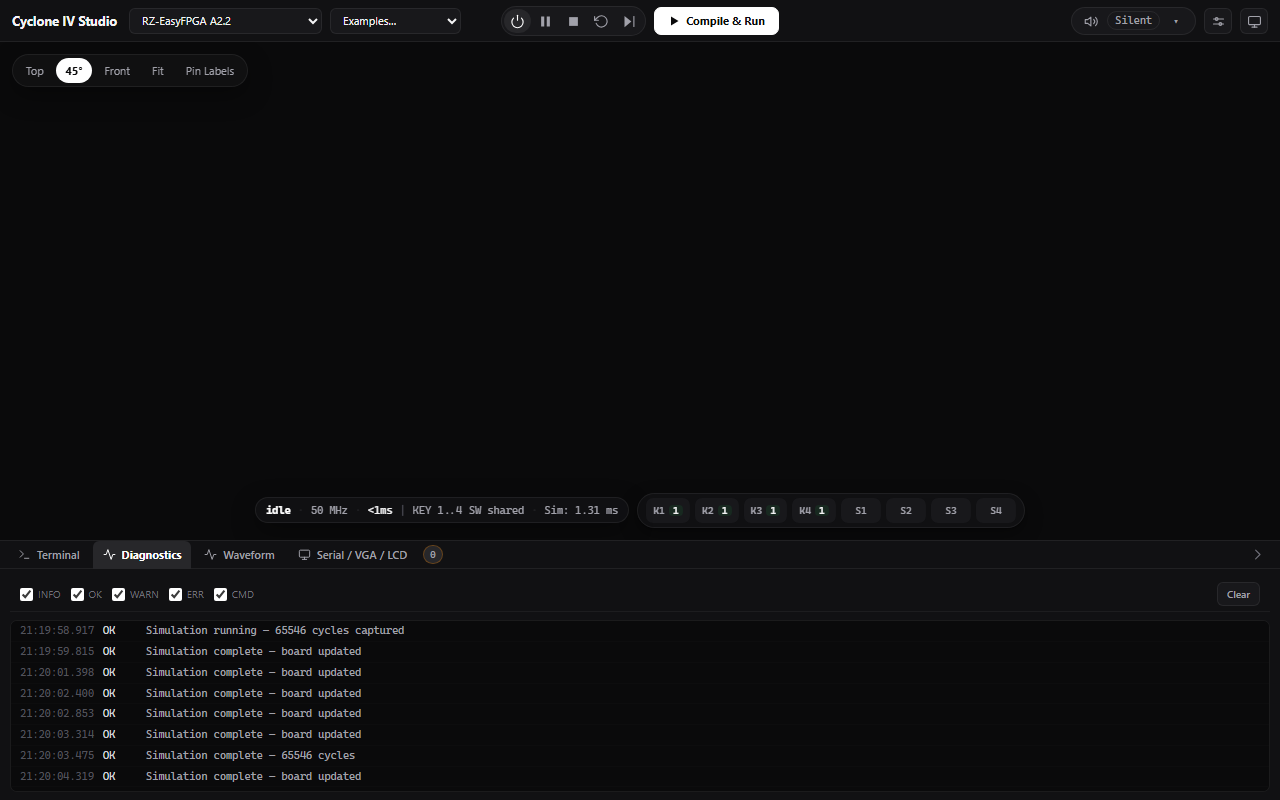 Cyclone IV Studio RZ-EasyFPGA A2.2 Examples... Compile & Run Silent
Top 45° Front Fit Pin Labels
idle · 50 MHz · <1ms | KEY 1..4 SW shared · Sim: 1.31 ms K1 1 K2 1 K3 1 K4 1 S1 S2 S3 S4
Terminal Diagnostics Waveform Serial / VGA / LCD 0
INFO OK WARN ERR CMD Clear
21:19:58.917 OK Simulation running — 65546 cycles captured
21:19:59.815 OK Simulation complete — board updated
21:20:01.398 OK Simulation complete — board updated
21:20:02.400 OK Simulation complete — board updated
21:20:02.853 OK Simulation complete — board updated
21:20:03.314 OK Simulation complete — board updated
21:20:03.475 OK Simulation complete — 65546 cycles
21:20:04.319 OK Simulation complete — board updated